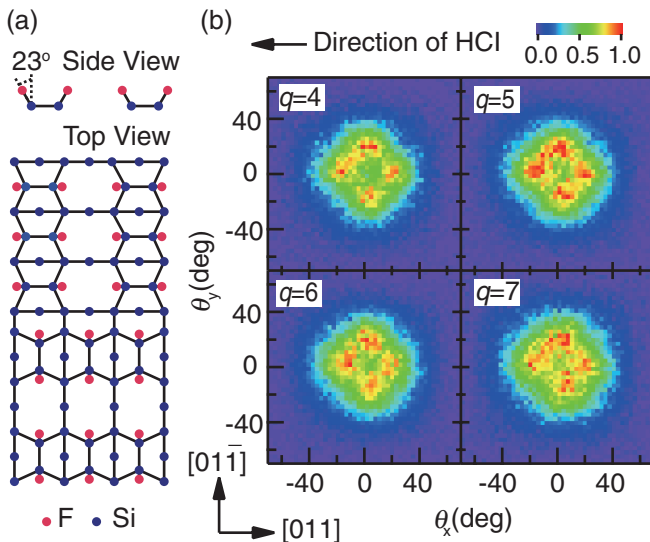 (a)
23° Side View
Top View
F
Si
(b)
Direction of HCI
0.0
0.5
1.0
q=4
q=5
q=6
q=7
40
0
-40
40
0
-40
θy(deg)
-40
0
40
-40
0
40
θx(deg)
[011̄]
[011]